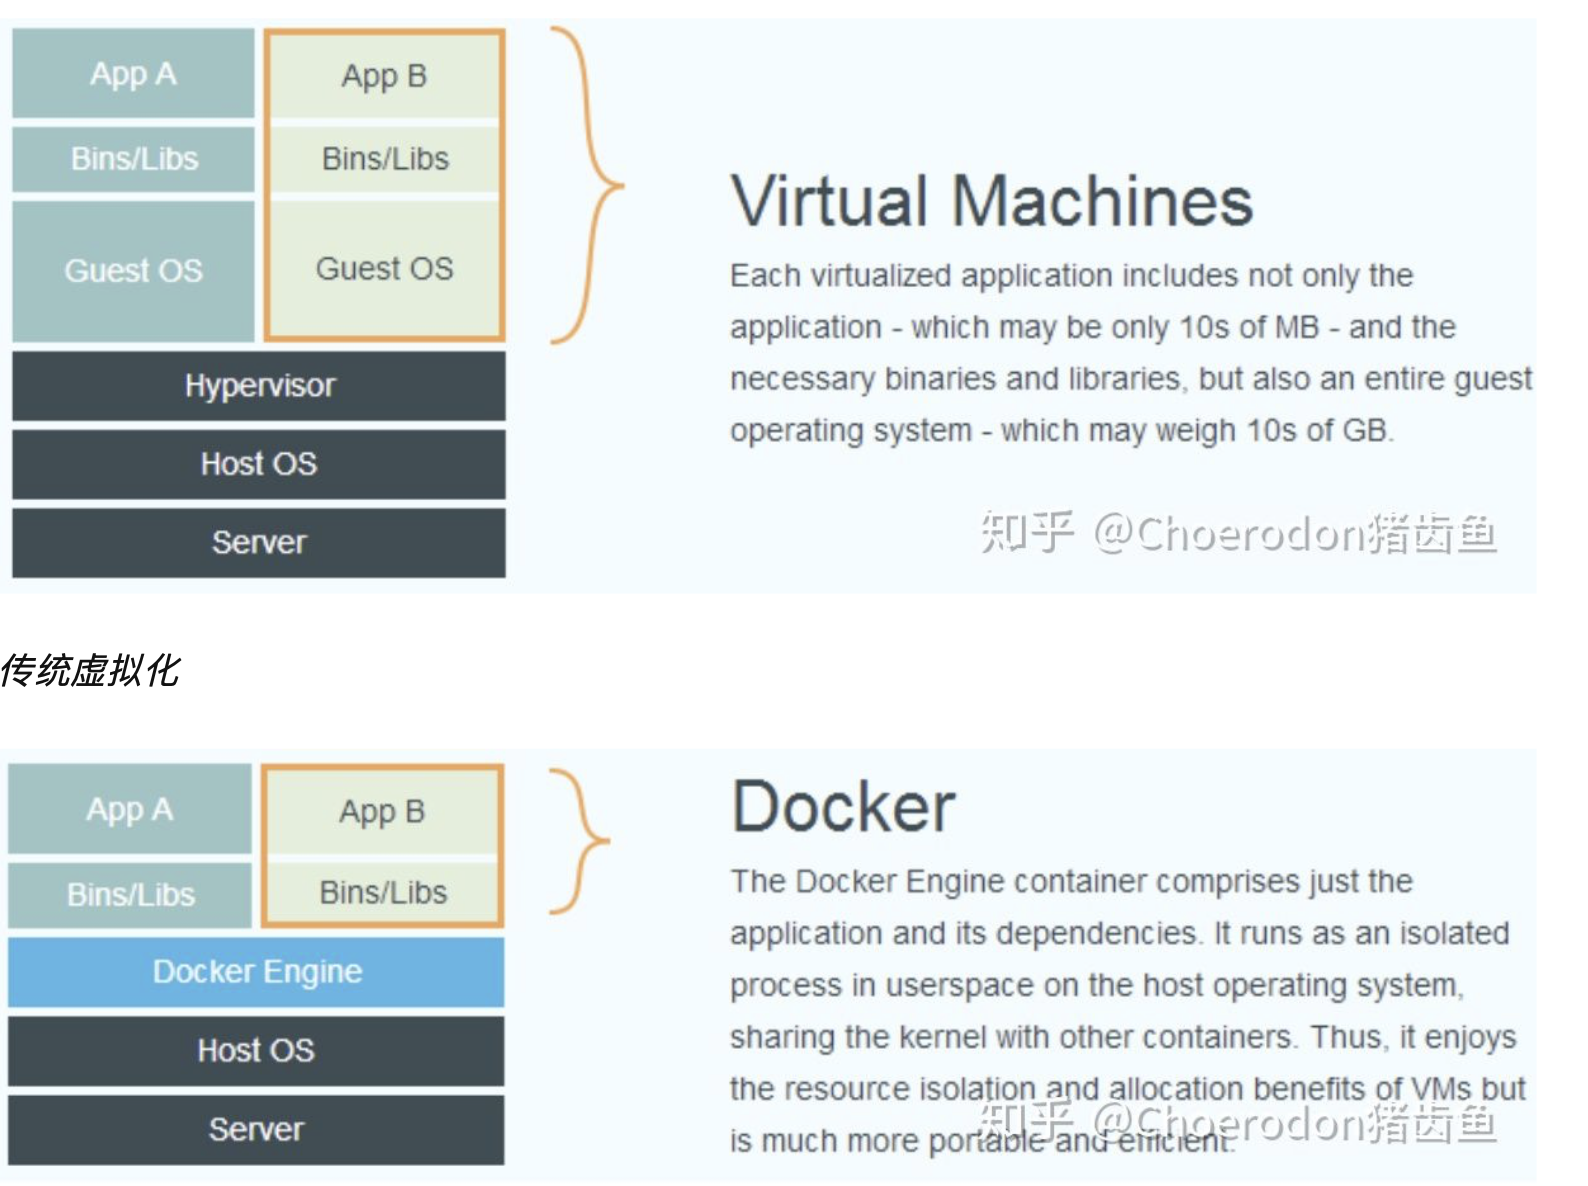 App A
App B
Bins/Libs
Bins/Libs
Guest OS
Guest OS
Hypervisor
Host OS
Server
Virtual Machines
Each virtualized application includes not only the
application - which may be only 10s of MB - and the
necessary binaries and libraries, but also an entire guest
operating system - which may weigh 10s of GB.
知乎 @Choerodon猪齿鱼
传统虚拟化
App A
App B
Bins/Libs
Bins/Libs
Docker Engine
Host OS
Server
Docker
The Docker Engine container comprises just the
application and its dependencies. It runs as an isolated
process in userspace on the host operating system,
sharing the kernel with other containers. Thus, it enjoys
the resource isolation and allocation benefits of VMs but
is much more portable and efficient.
知乎 @Choerodon猪齿鱼